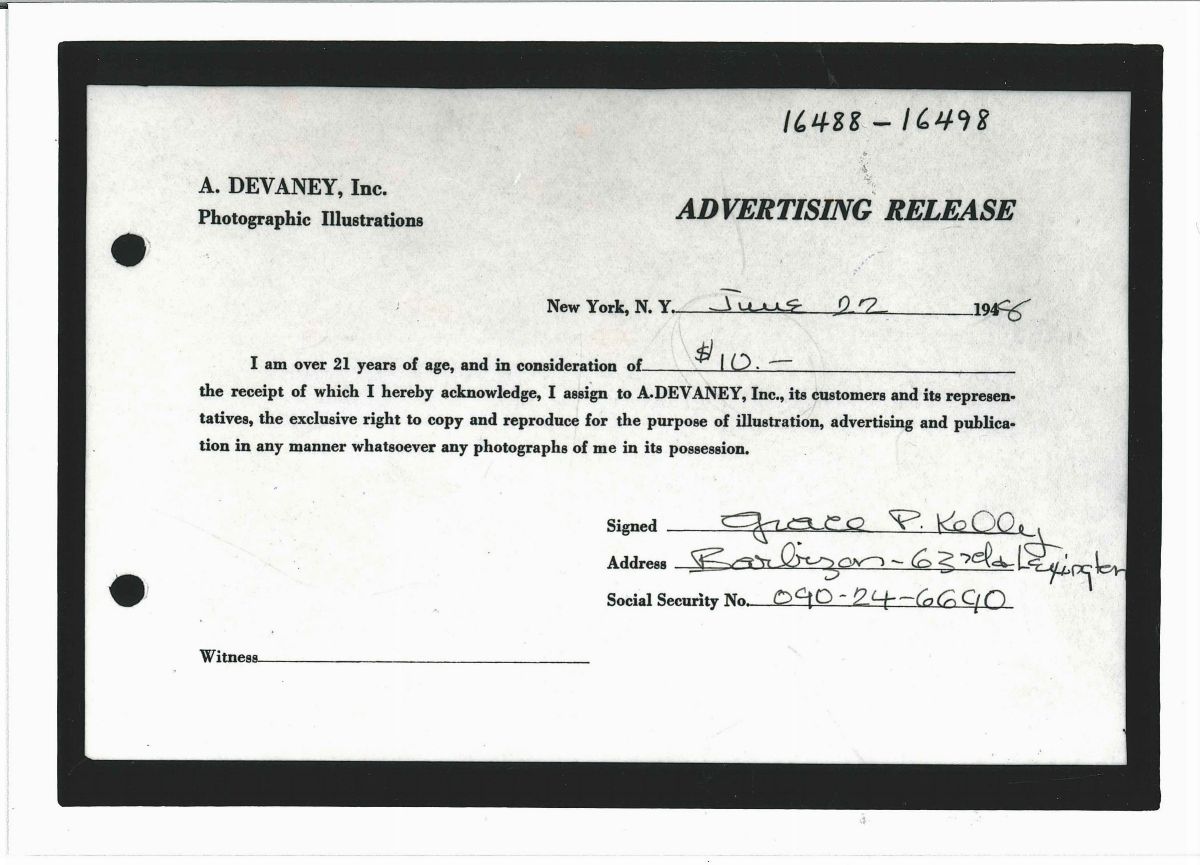 16488 – 16498
A. DEVANEY, Inc.
Photographic Illustrations
ADVERTISING RELEASE
New York, N. Y. June 22 1948
I am over 21 years of age, and in consideration of $10.—
the receipt of which I hereby acknowledge, I assign to A.DEVANEY, Inc., its customers and its represen-
tatives, the exclusive right to copy and reproduce for the purpose of illustration, advertising and publica-
tion in any manner whatsoever any photographs of me in its possession.
Signed Grace P. Kelly
Address Barbizon - 63rd & Lexington
Social Security No. 090-24-6690
Witness